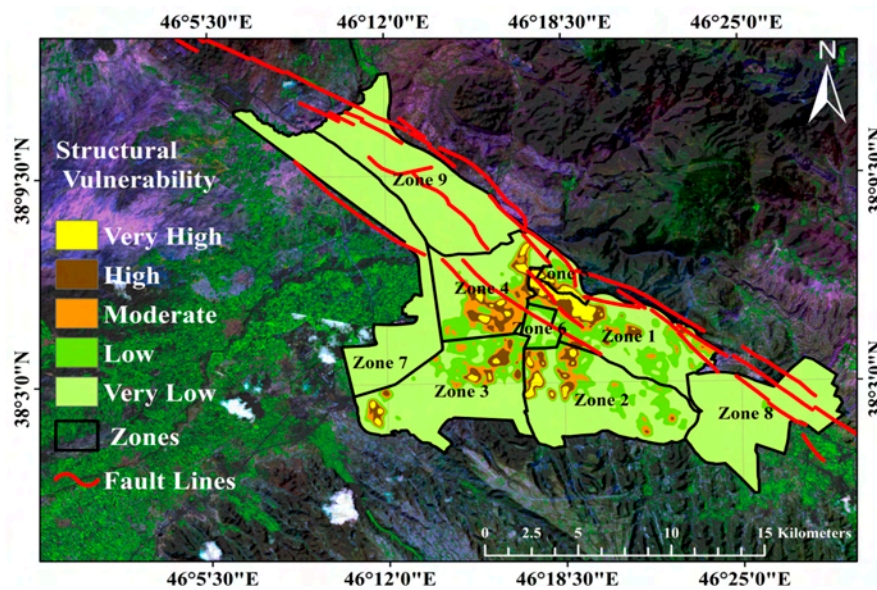 46°5'30"E 46°12'0"E 46°18'30"E 46°25'0"E
N
38°9'30"N
38°9'30"N
Structural
Vulnerability
Very High
High
Moderate
Low
Very Low
Zones
Fault Lines
Zone 9
Zone
Zone 4
Zone 6
Zone 1
Zone 7
Zone 3
Zone 2
Zone 8
38°3'0"N
38°3'0"N
0 2.5 5 10 15 Kilometers
46°5'30"E 46°12'0"E 46°18'30"E 46°25'0"E